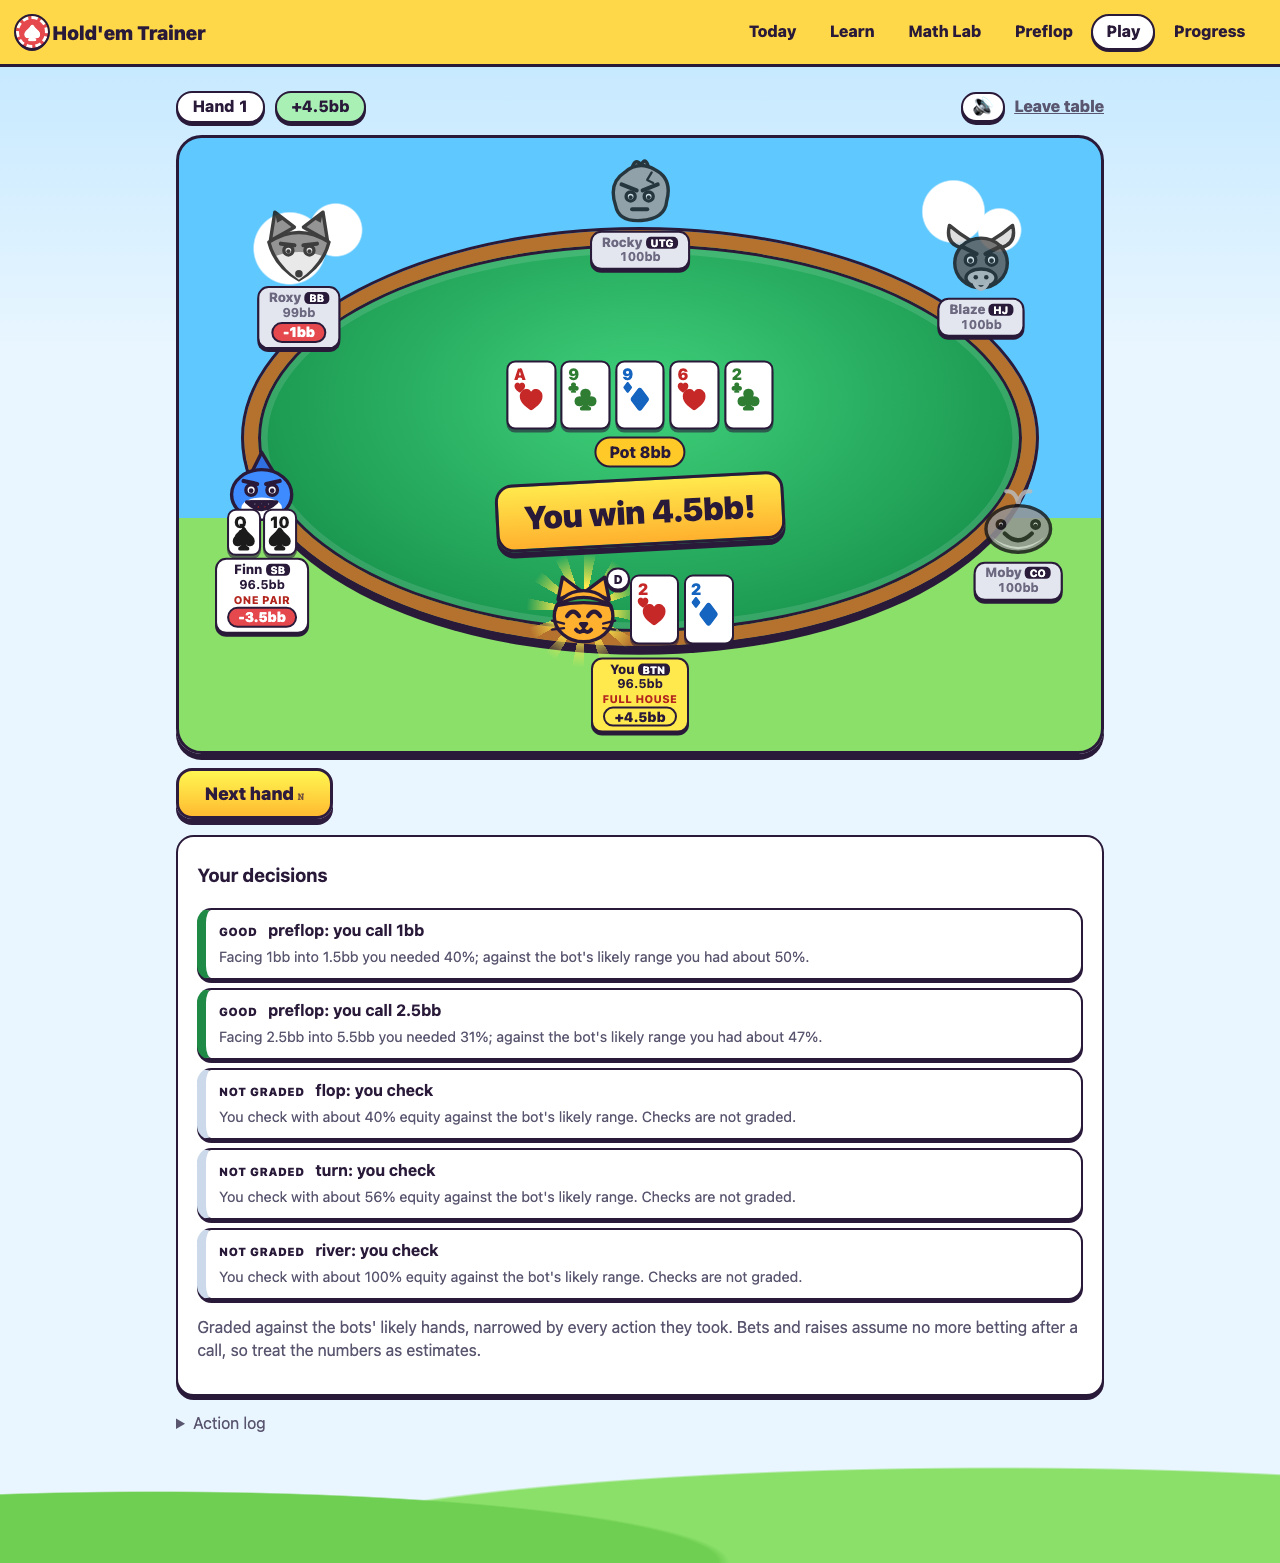 Hold'em Trainer
Today
Learn
Math Lab
Preflop
Play
Progress
Hand 1
+4.5bb
Leave table
Rocky UTG
100bb
Roxy BB
99bb
-1bb
Blaze HJ
100bb
A
9
9
6
2
Pot 8bb
You win 4.5bb!
Q
10
Finn SB
96.5bb
ONE PAIR
-3.5bb
Moby CO
100bb
D
2
2
You BTN
96.5bb
FULL HOUSE
+4.5bb
Next hand N
Your decisions
GOOD preflop: you call 1bb
Facing 1bb into 1.5bb you needed 40%; against the bot's likely range you had about 50%.
GOOD preflop: you call 2.5bb
Facing 2.5bb into 5.5bb you needed 31%; against the bot's likely range you had about 47%.
NOT GRADED flop: you check
You check with about 40% equity against the bot's likely range. Checks are not graded.
NOT GRADED turn: you check
You check with about 56% equity against the bot's likely range. Checks are not graded.
NOT GRADED river: you check
You check with about 100% equity against the bot's likely range. Checks are not graded.
Graded against the bots' likely hands, narrowed by every action they took. Bets and raises assume no more betting after a
call, so treat the numbers as estimates.
Action log